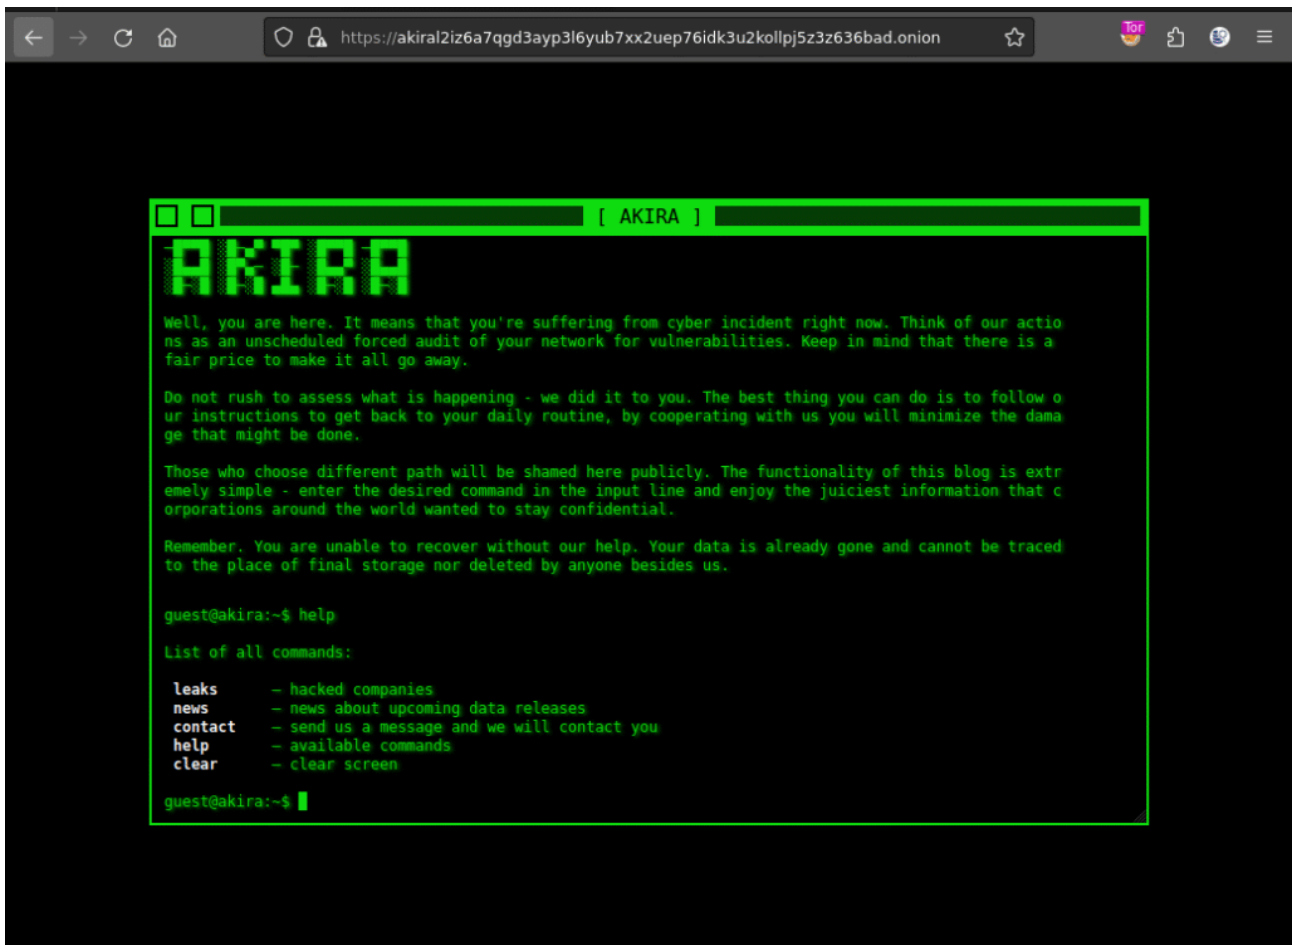 Tor
https://akiral2iz6a7qgd3ayp3l6yub7xx2uep76idk3u2kollpj5z3z636bad.onion
[ AKIRA ]
AKIRA
Well, you are here. It means that you're suffering from cyber incident right now. Think of our actio
ns as an unscheduled forced audit of your network for vulnerabilities. Keep in mind that there is a
fair price to make it all go away.
Do not rush to assess what is happening - we did it to you. The best thing you can do is to follow o
ur instructions to get back to your daily routine, by cooperating with us you will minimize the dama
ge that might be done.
Those who choose different path will be shamed here publicly. The functionality of this blog is extr
emely simple - enter the desired command in the input line and enjoy the juiciest information that c
orporations around the world wanted to stay confidential.
Remember. You are unable to recover without our help. Your data is already gone and cannot be traced
to the place of final storage nor deleted by anyone besides us.
guest@akira:~$ help
List of all commands:
leaks – hacked companies
news – news about upcoming data releases
contact – send us a message and we will contact you
help – available commands
clear – clear screen
guest@akira:~$